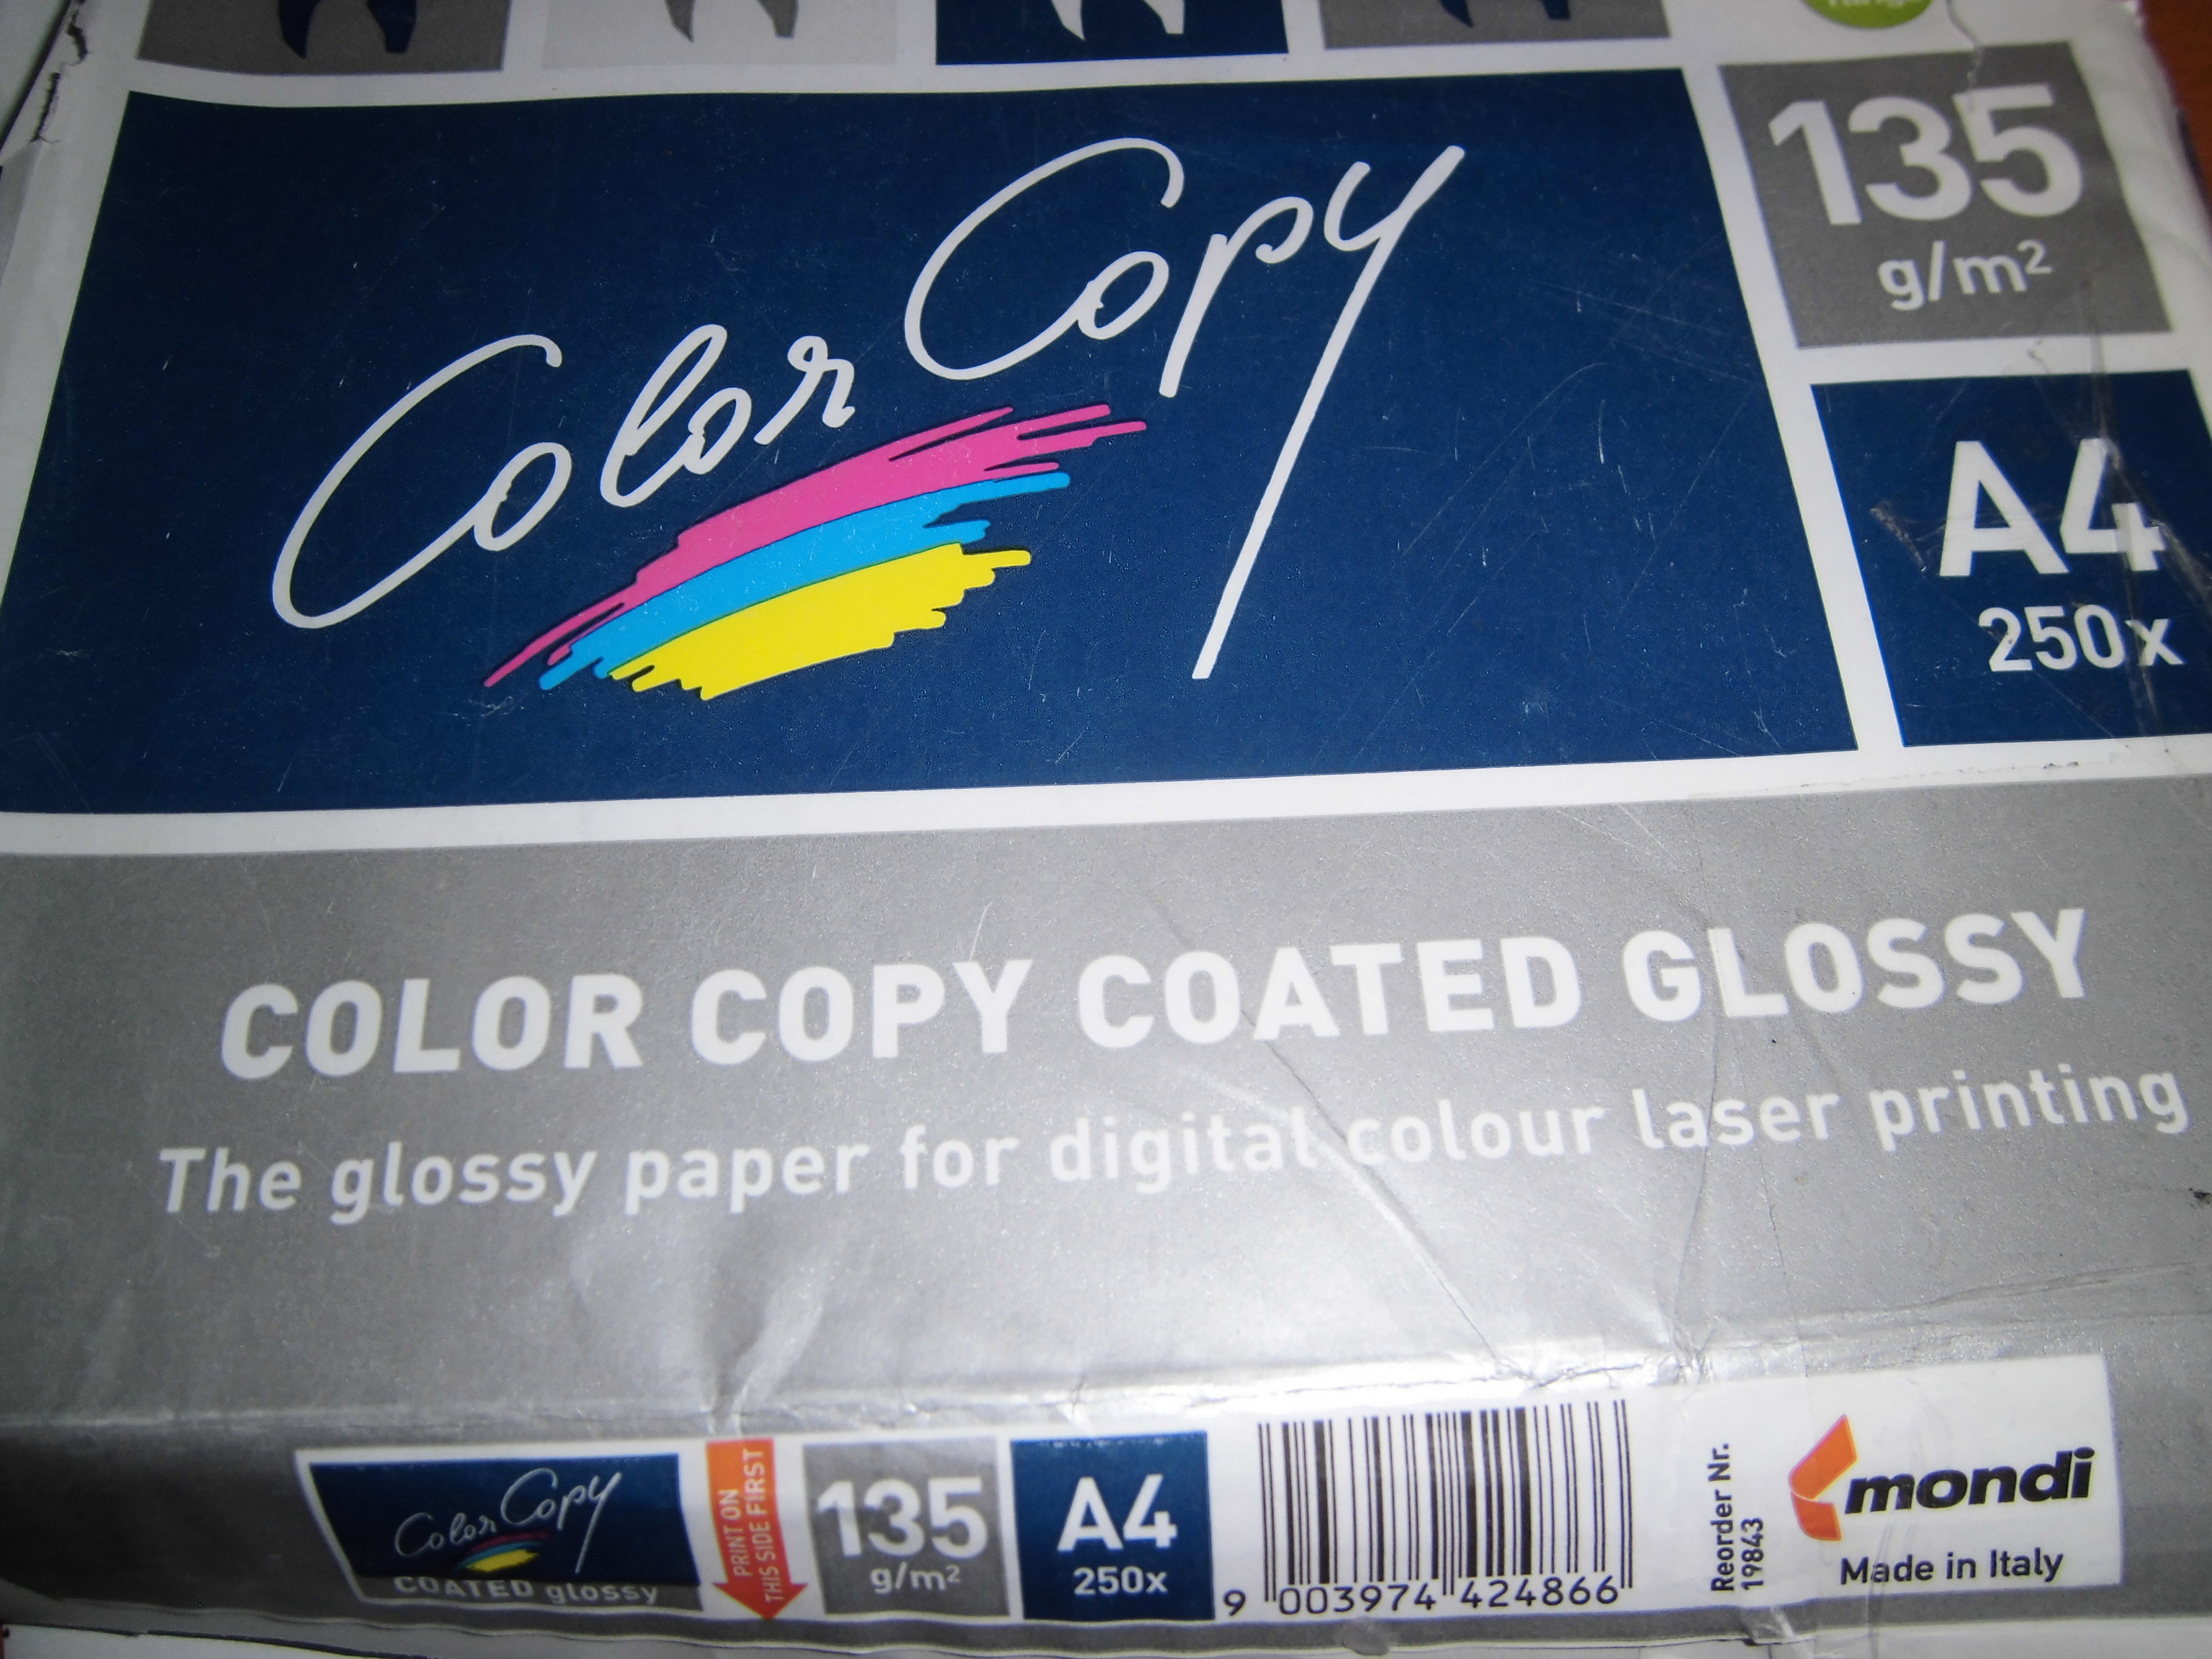 135
g/m²
Color Copy
A4
250x
COLOR COPY COATED GLOSSY
The glossy paper for digital colour laser printing
Color Copy
COATED glossy
PRINT ON
THIS SIDE FIRST
135
g/m²
A4
250x
9 003974 424866
Reorder Nr.
19843
mondi
Made in Italy